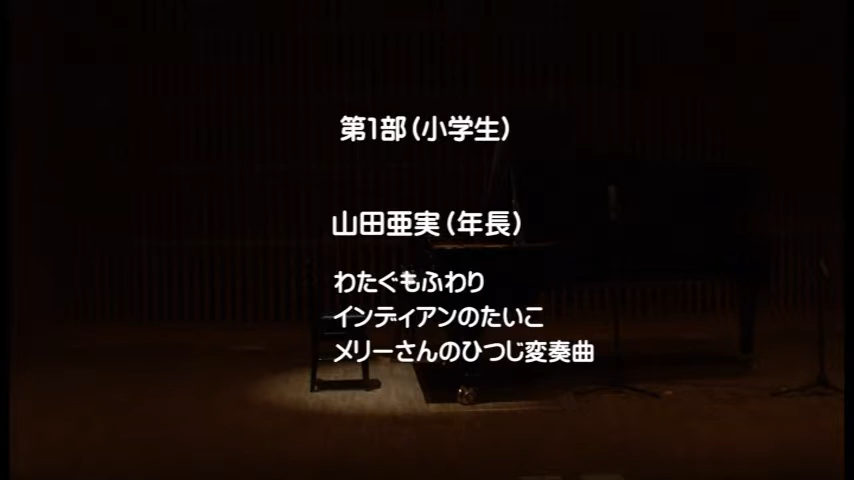 第1部（小学生）
山田亜実（年長）
わたぐもふわり
インディアンのたいこ
メリーさんのひつじ変奏曲